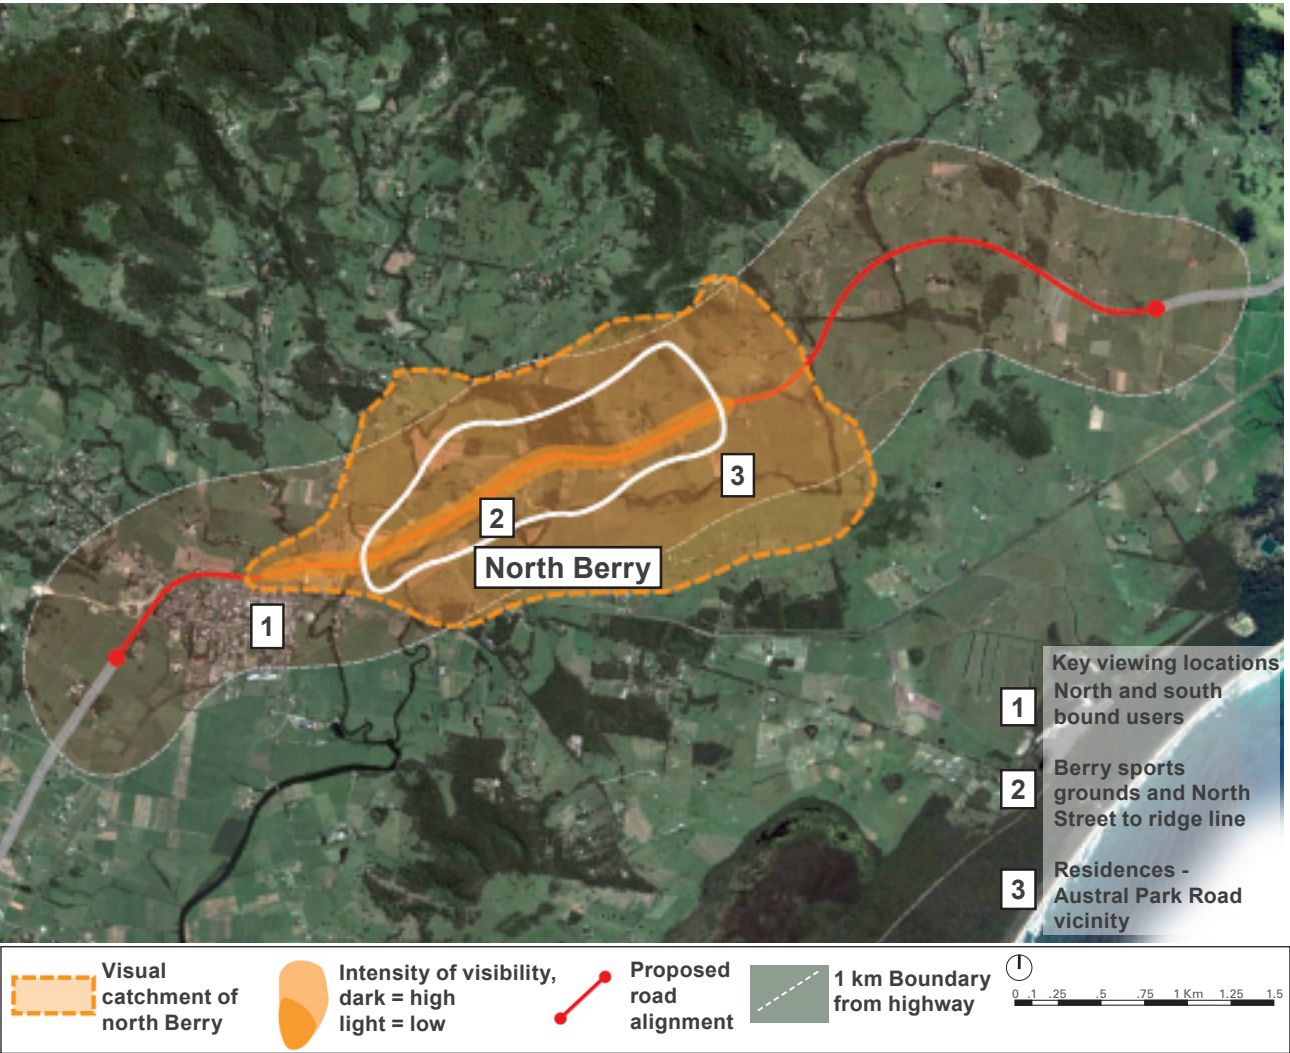 3
2
North Berry
1
Key viewing locations
1
North and south
bound users
2
Berry sports
grounds and North
Street to ridge line
3
Residences -
Austral Park Road
vicinity
Visual
catchment of
north Berry
Intensity of visibility,
dark = high
light = low
Proposed
road
alignment
1 km Boundary
from highway
0 .1 .25 .5 .75 1 Km 1.25 1.5